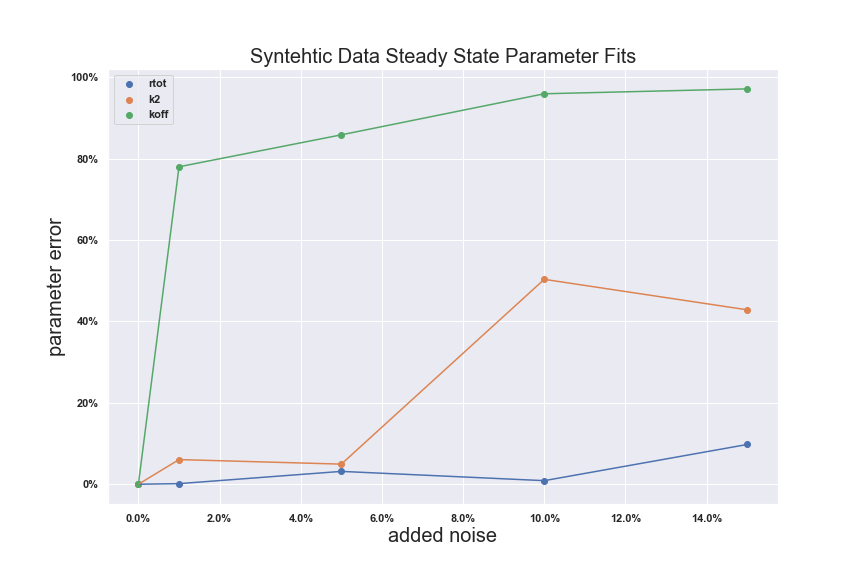 Syntehtic Data Steady State Parameter Fits
100%
80%
60%
40%
20%
0%
parameter error
rtot
k2
koff
0.0% 2.0% 4.0% 6.0% 8.0% 10.0% 12.0% 14.0%
added noise